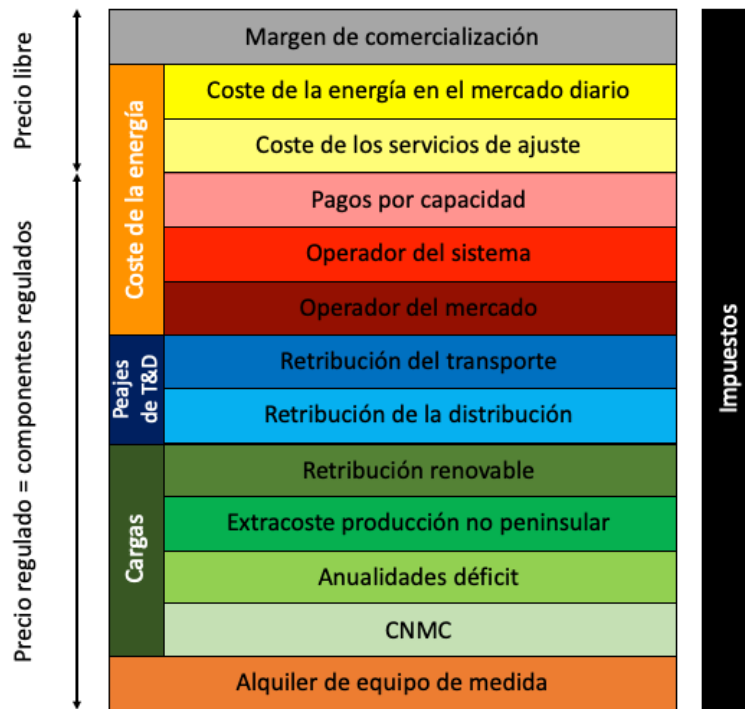 Precio libre
Precio regulado = componentes regulados
Margen de comercialización
Coste de la energía
Coste de la energía en el mercado diario
Coste de los servicios de ajuste
Pagos por capacidad
Operador del sistema
Operador del mercado
Peajes
de T&D
Retribución del transporte
Retribución de la distribución
Cargas
Retribución renovable
Extracoste producción no peninsular
Anualidades déficit
CNMC
Alquiler de equipo de medida
Impuestos